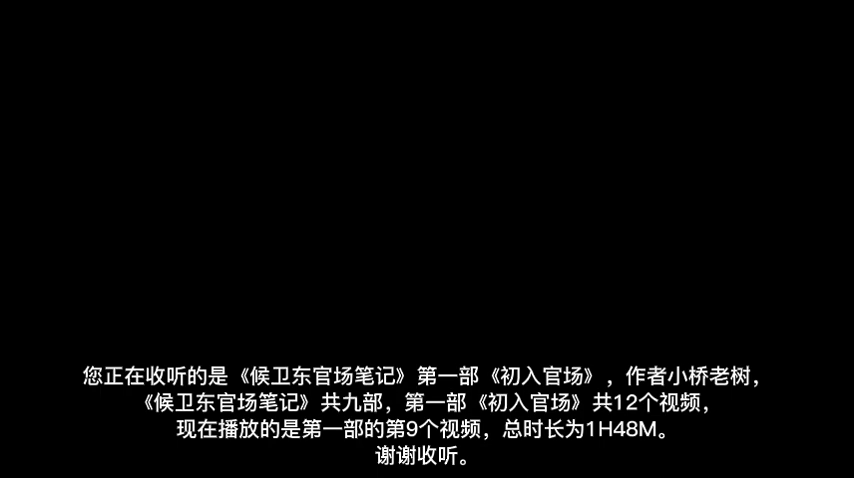 您正在收听的是《候卫东官场笔记》第一部《初入官场》，作者小桥老树，
《候卫东官场笔记》共九部，第一部《初入官场》共12个视频，
现在播放的是第一部的第9个视频，总时长为1H48M。
谢谢收听。